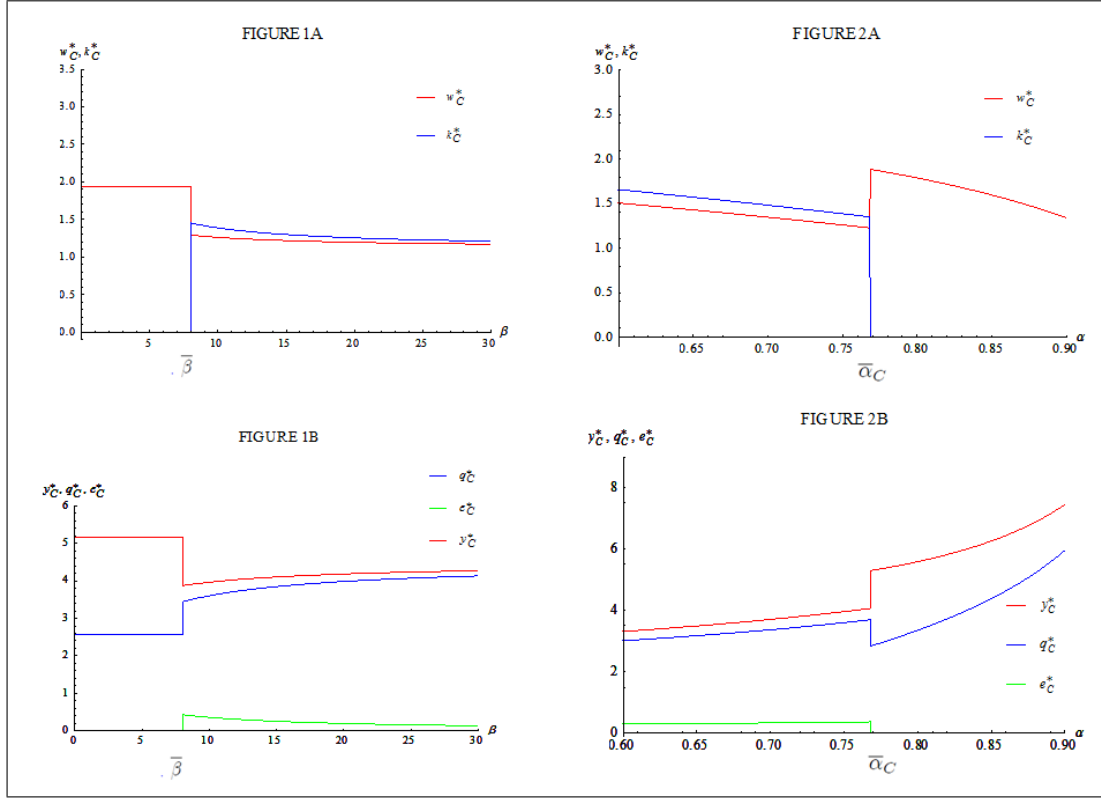 FIGURE 1A
w*C, k*C
3.5
3.0
2.5
2.0
1.5
1.0
0.5
0.0
5
10
15
20
25
30
β
w*C
k*C
. β̅
FIGURE 2A
w*C, k*C
3.0
2.5
2.0
1.5
1.0
0.5
0.0
0.65
0.70
0.75
0.80
0.85
0.90
α
w*C
k*C
α̅C
FIGURE 1B
y*C, q*C, e*C
6
5
4
3
2
1
0
0
5
10
15
20
25
30
β
q*C
e*C
y*C
. β̅
FIGURE 2B
y*C, q*C, e*C
8
6
4
2
0
0.60
0.65
0.70
0.75
0.80
0.85
0.90
α
y*C
q*C
e*C
α̅C